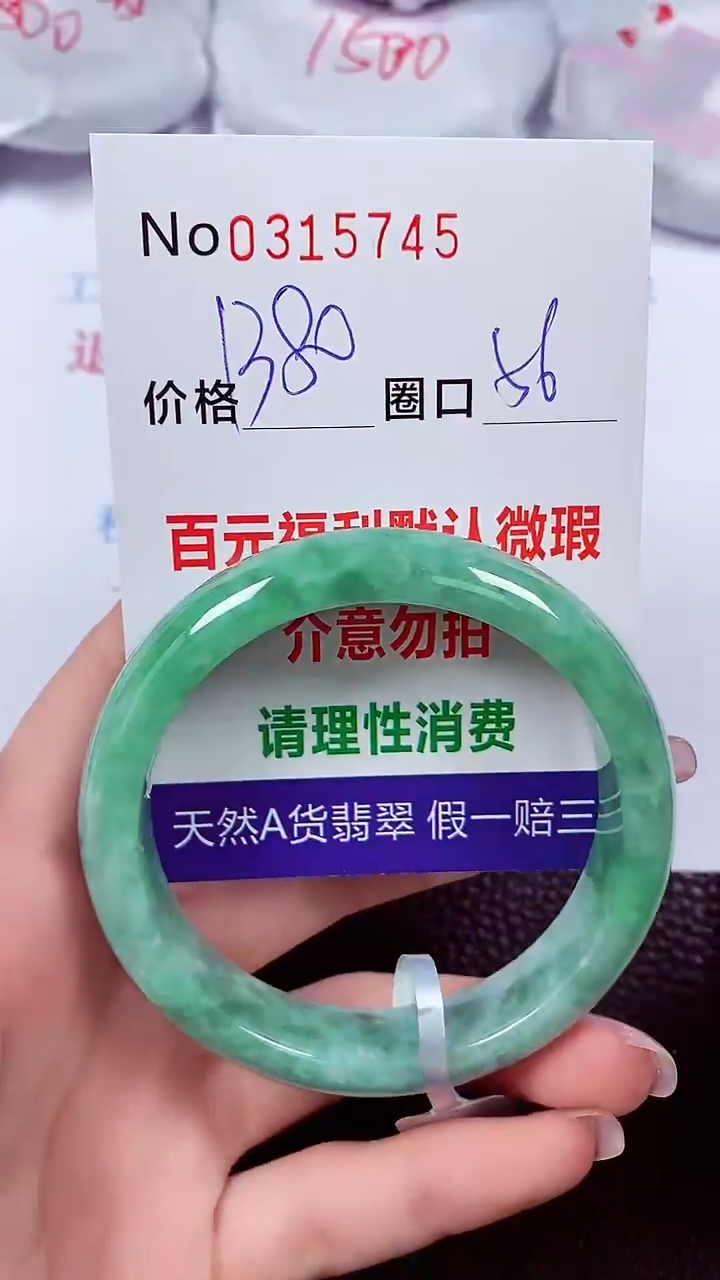 1500
No0315745
价格1380 圈口56
百元福利默认微瑕
介意勿拍
请理性消费
天然A货翡翠 假一赔三